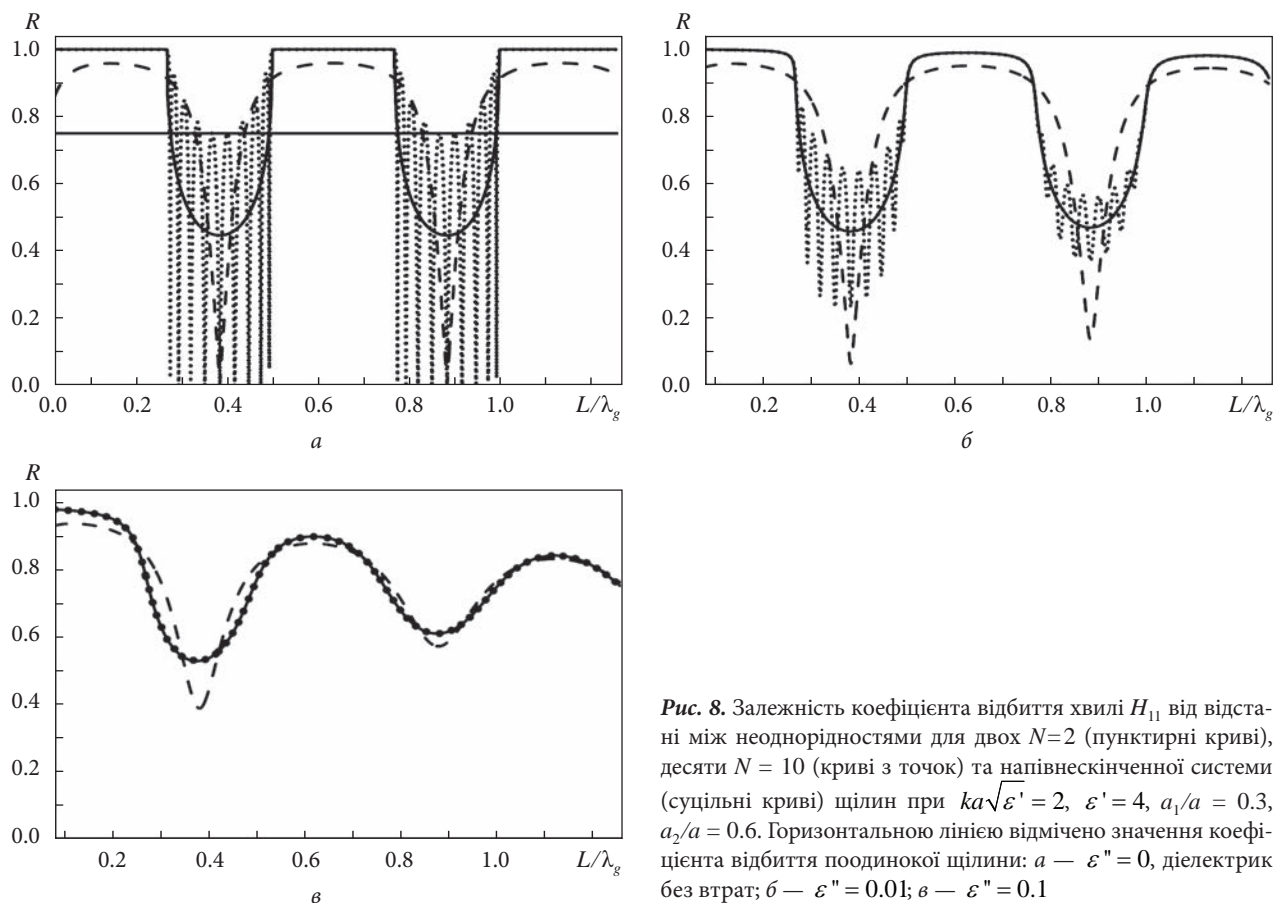 R
1.0
0.8
0.6
0.4
0.2
0.0
0.0
0.2
0.4
0.6
0.8
1.0
L/λg
а
R
1.0
0.8
0.6
0.4
0.2
0.0
0.2
0.4
0.6
0.8
1.0
L/λg
б
R
1.0
0.8
0.6
0.4
0.2
0.0
0.2
0.4
0.6
0.8
1.0
L/λg
в
Рис. 8. Залежність коефіцієнта відбиття хвилі H11 від відста-
ні між неоднорідностями для двох N=2 (пунктирні криві),
десяти N = 10 (криві з точок) та напівнескінченної системи
(суцільні криві) щілин при ka√ε' = 2, ε' = 4, a1/a = 0.3,
a2/a = 0.6. Горизонтальною лінією відмічено значення коефі-
цієнта відбиття поодинокої щілини: а — ε" = 0, діелектрик
без втрат; б — ε" = 0.01; в — ε" = 0.1